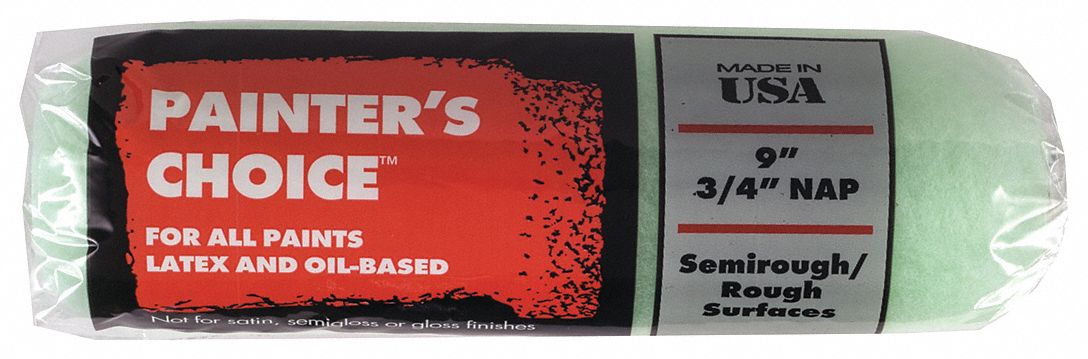 PAINTER'S
CHOICE™
FOR ALL PAINTS
LATEX AND OIL-BASED
Not for satin, semigloss or gloss finishes
MADE IN
USA
9"
3/4" NAP
Semirough/
Rough
Surfaces